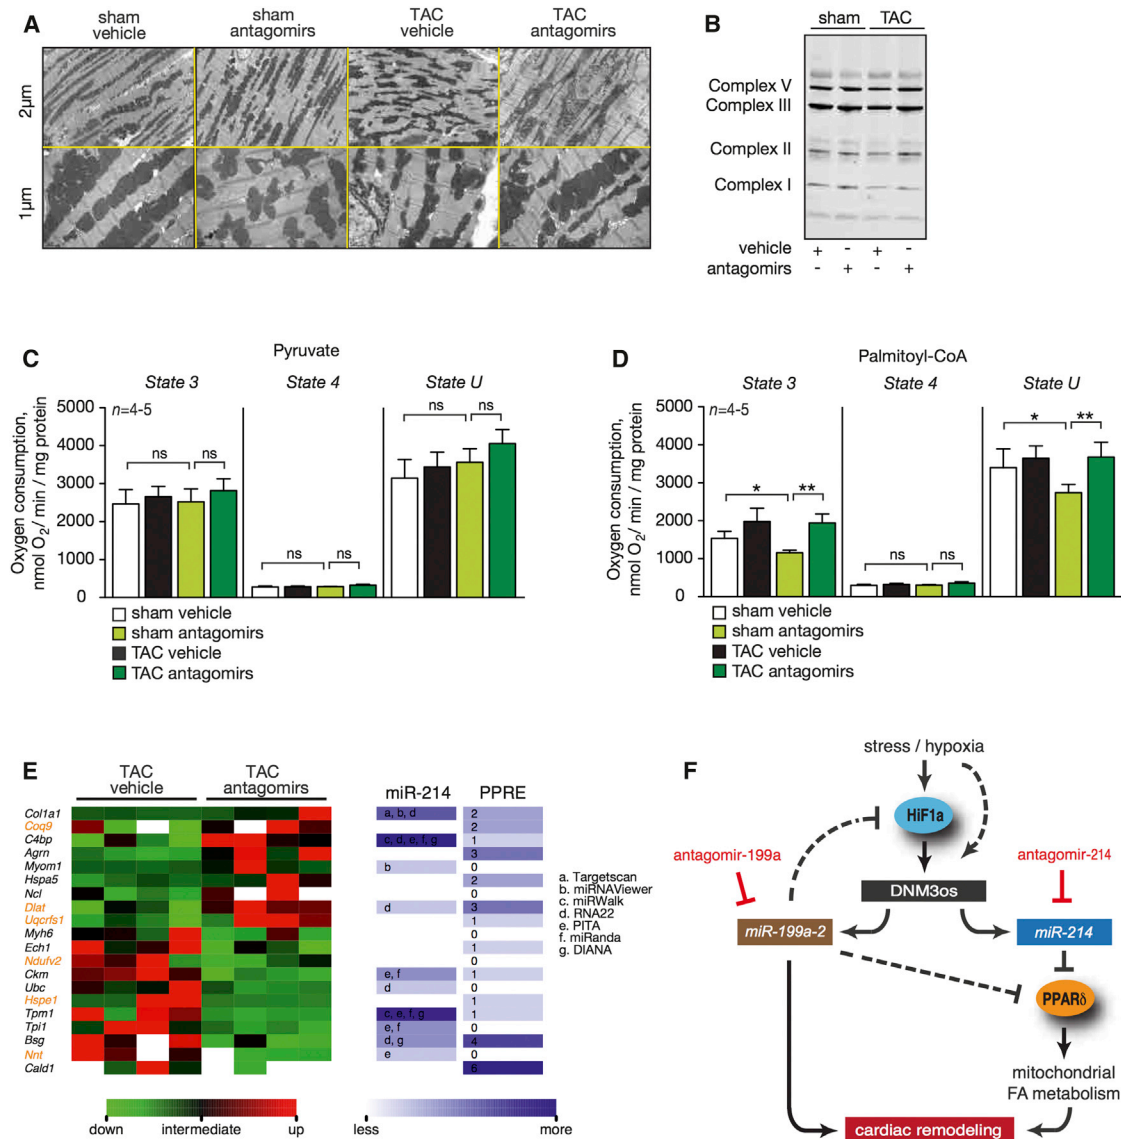 A
sham
vehicle
sham
antagomirs
TAC
vehicle
TAC
antagomirs
2µm
1µm
B
sham TAC
Complex V
Complex III
Complex II
Complex I
vehicle + - + -
antagomirs - + - +
C
Pyruvate
State 3 State 4 State U
Oxygen consumption,
nmol O₂/ min / mg protein
5000
4000
3000
2000
1000
0
n=4-5
ns ns
ns ns
ns ns
sham vehicle
sham antagomirs
TAC vehicle
TAC antagomirs
D
Palmitoyl-CoA
State 3 State 4 State U
Oxygen consumption,
nmol O₂/ min / mg protein
5000
4000
3000
2000
1000
0
n=4-5
* **
ns ns
* **
sham vehicle
sham antagomirs
TAC vehicle
TAC antagomirs
E
TAC
vehicle
TAC
antagomirs
miR-214 PPRE
Col1a1 a, b, d 2
Coq9 2
C4bp c, d, e, f, g 1
Agrn 3
Myom1 b 0
Hspa5 2
Ncl 0
Dlat d 3
Uqcrfs1 1
Myh6 0
Ech1 1
Ndufv2 0
Ckm e, f 1
Ubc d 0
Hspe1 1
Tpm1 c, e, f, g 1
Tpi1 e, f 0
Bsg d, g 4
Nnt e 0
Cald1 6
a. Targetscan
b. miRNAViewer
c. miRWalk
d. RNA22
e. PITA
f. miRanda
g. DIANA
down intermediate up
less more
F
stress / hypoxia
HiF1a
antagomir-199a
antagomir-214
DNM3os
miR-199a-2
miR-214
PPARδ
mitochondrial
FA metabolism
cardiac remodeling